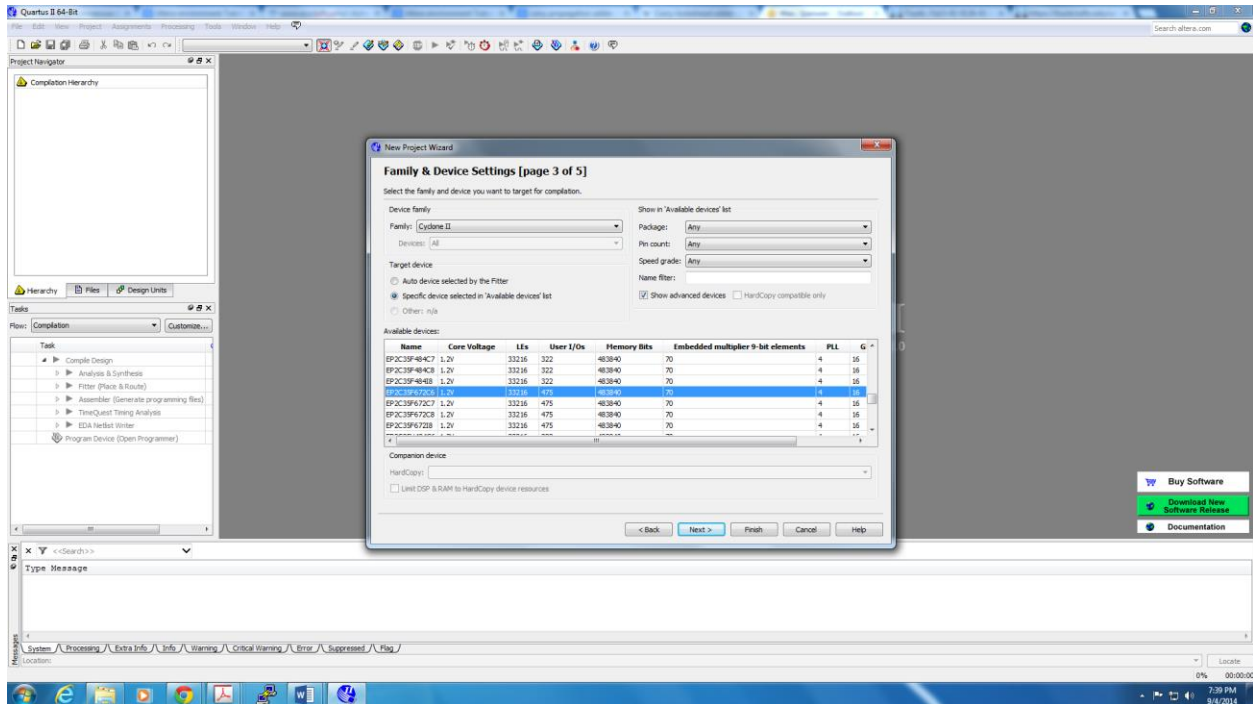 Quartus II 64-Bit
File Edit View Project Assignments Processing Tools Window Help
Search altera.com
Project Navigator
Compilation Hierarchy
Hierarchy Files Design Units
Tasks
Flow: Compilation Customize...
Task
Compile Design
Analysis & Synthesis
Fitter (Place & Route)
Assembler (Generate programming files)
TimeQuest Timing Analysis
EDA Netlist Writer
Program Device (Open Programmer)
New Project Wizard
Family & Device Settings [page 3 of 5]
Select the family and device you want to target for compilation.
Device family
Family: Cyclone II
Devices: All
Target device
Auto device selected by the Fitter
Specific device selected in 'Available devices' list
Other: n/a
Show in 'Available devices' list
Package: Any
Pin count: Any
Speed grade: Any
Name filter:
Show advanced devices HardCopy compatible only
Available devices:
Name Core Voltage LEs User I/Os Memory Bits Embedded multiplier 9-bit elements PLL G
EP2C35F484C7 1.2V 33216 322 483840 70 4 16
EP2C35F484C8 1.2V 33216 322 483840 70 4 16
EP2C35F484I8 1.2V 33216 322 483840 70 4 16
EP2C35F672C6 1.2V 33216 475 483840 70 4 16
EP2C35F672C7 1.2V 33216 475 483840 70 4 16
EP2C35F672C8 1.2V 33216 475 483840 70 4 16
EP2C35F672I8 1.2V 33216 475 483840 70 4 16
Companion device
HardCopy:
Limit DSP & RAM to HardCopy device resources
< Back Next > Finish Cancel Help
Buy Software
Download New Software Release
Documentation
<<Search>>
Type Message
Messages
System Processing Extra Info Info Warning Critical Warning Error Suppressed Flag
Location: Locate
0% 00:00:00
7:39 PM
9/4/2014